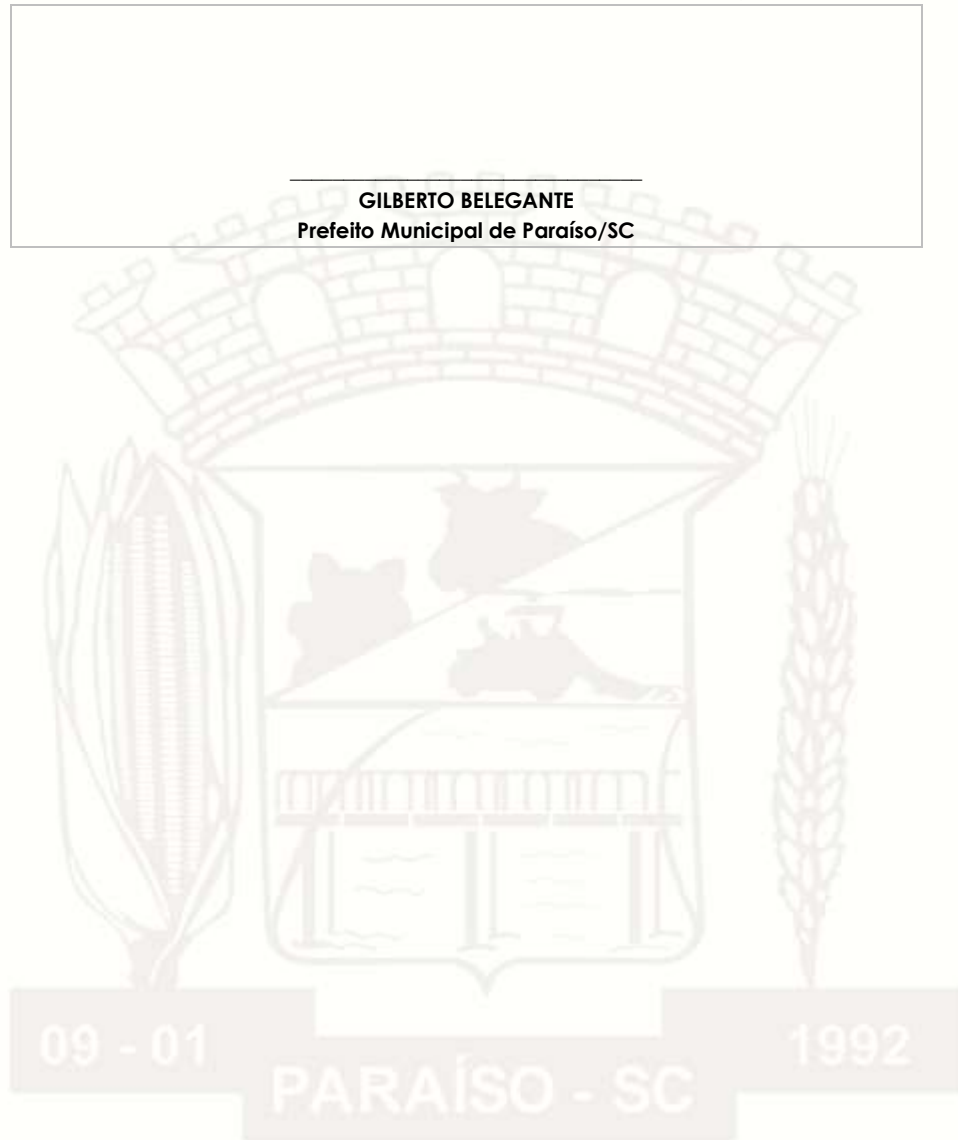 GILBERTO BELEGANTE
Prefeito Municipal de Paraíso/SC
09 - 01
1992
PARAÍSO - SC